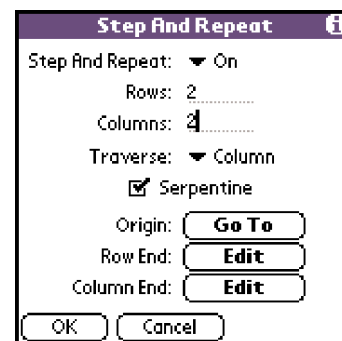 Step And Repeat i
Step And Repeat: On
Rows: 2
Columns: 2
Traverse: Column
Serpentine
Origin: Go To
Row End: Edit
Column End: Edit
OK Cancel